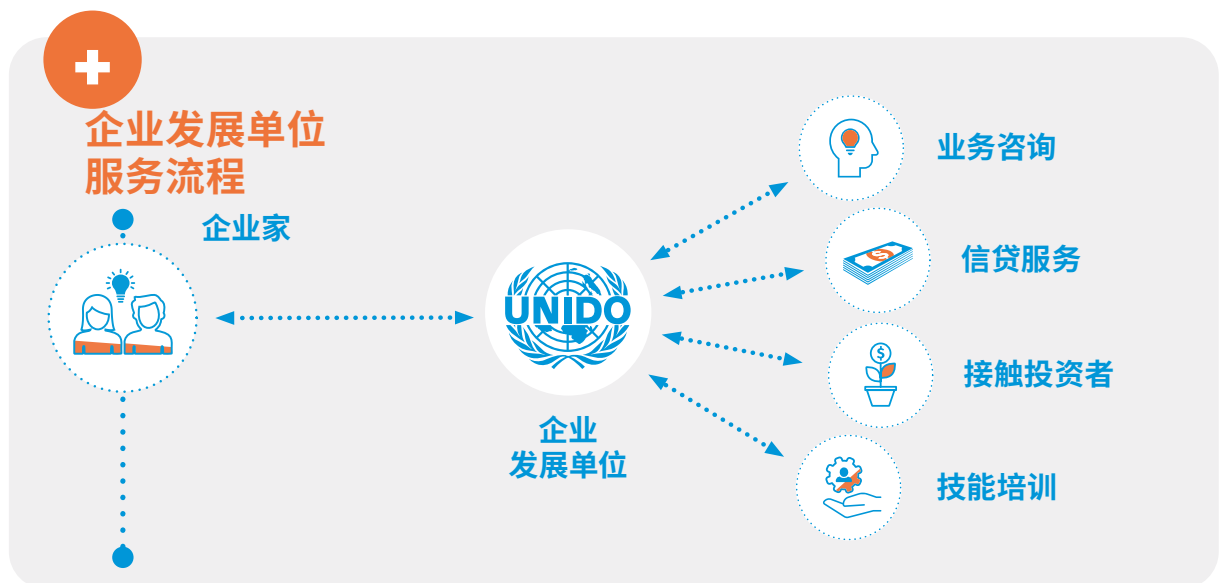 企业发展单位
服务流程
企业家
UNIDO
企业
发展单位
业务咨询
信贷服务
接触投资者
技能培训